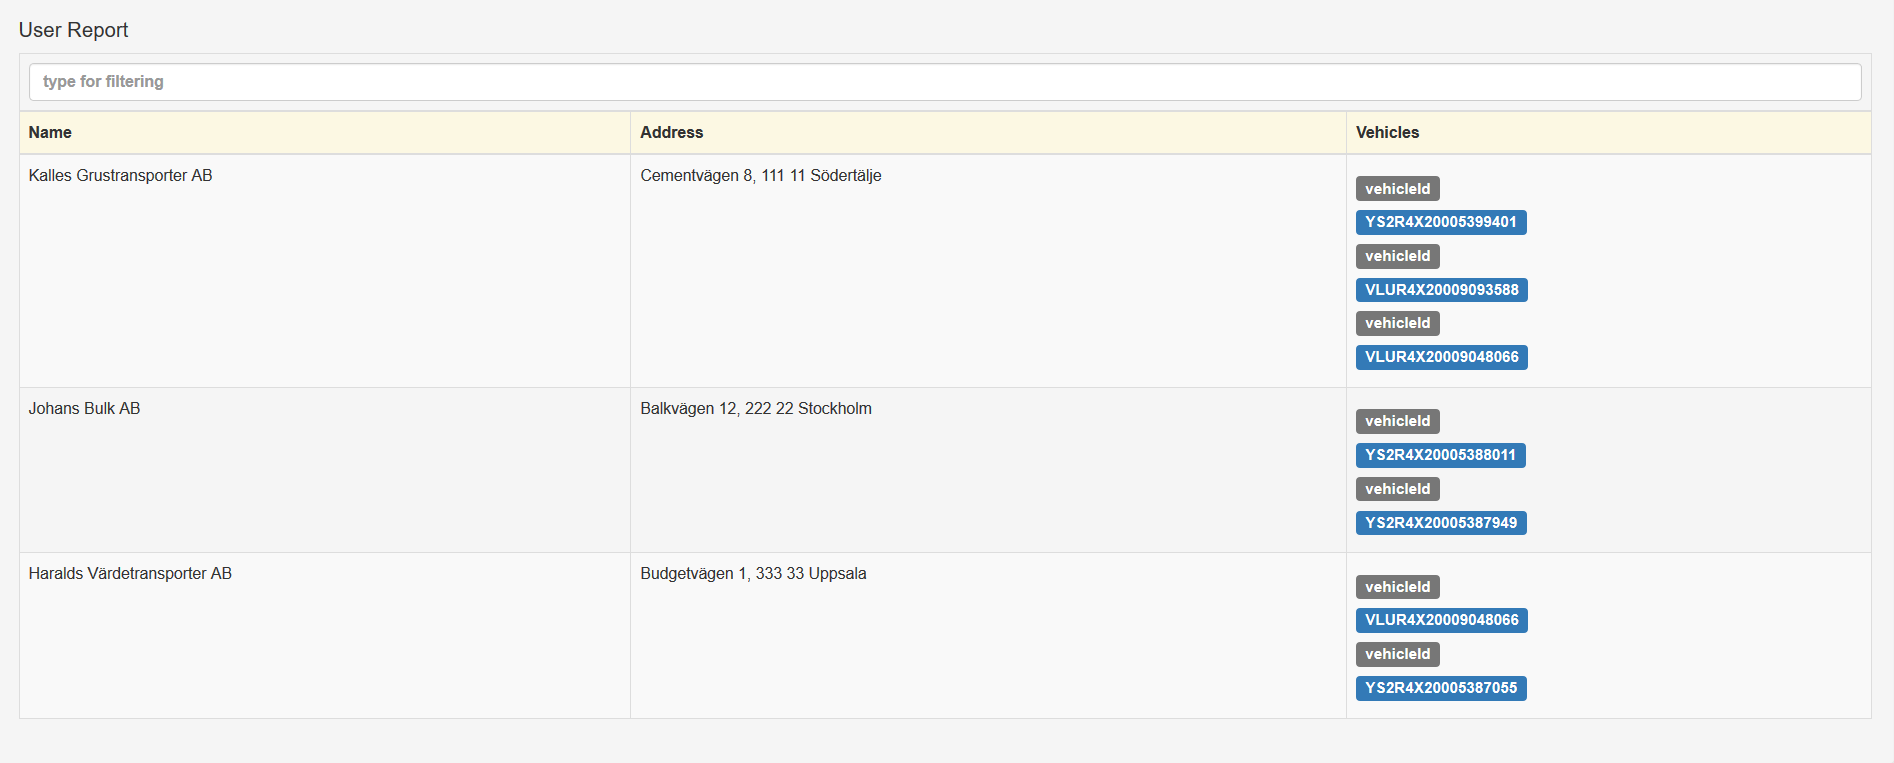 User Report
type for filtering
Name Address Vehicles
Kalles Grustransporter AB Cementvägen 8, 111 11 Södertälje
vehicleId
YS2R4X20005399401
vehicleId
VLUR4X20009093588
vehicleId
VLUR4X20009048066
Johans Bulk AB Balkvägen 12, 222 22 Stockholm
vehicleId
YS2R4X20005388011
vehicleId
YS2R4X20005387949
Haralds Värdetransporter AB Budgetvägen 1, 333 33 Uppsala
vehicleId
VLUR4X20009048066
vehicleId
YS2R4X20005387055